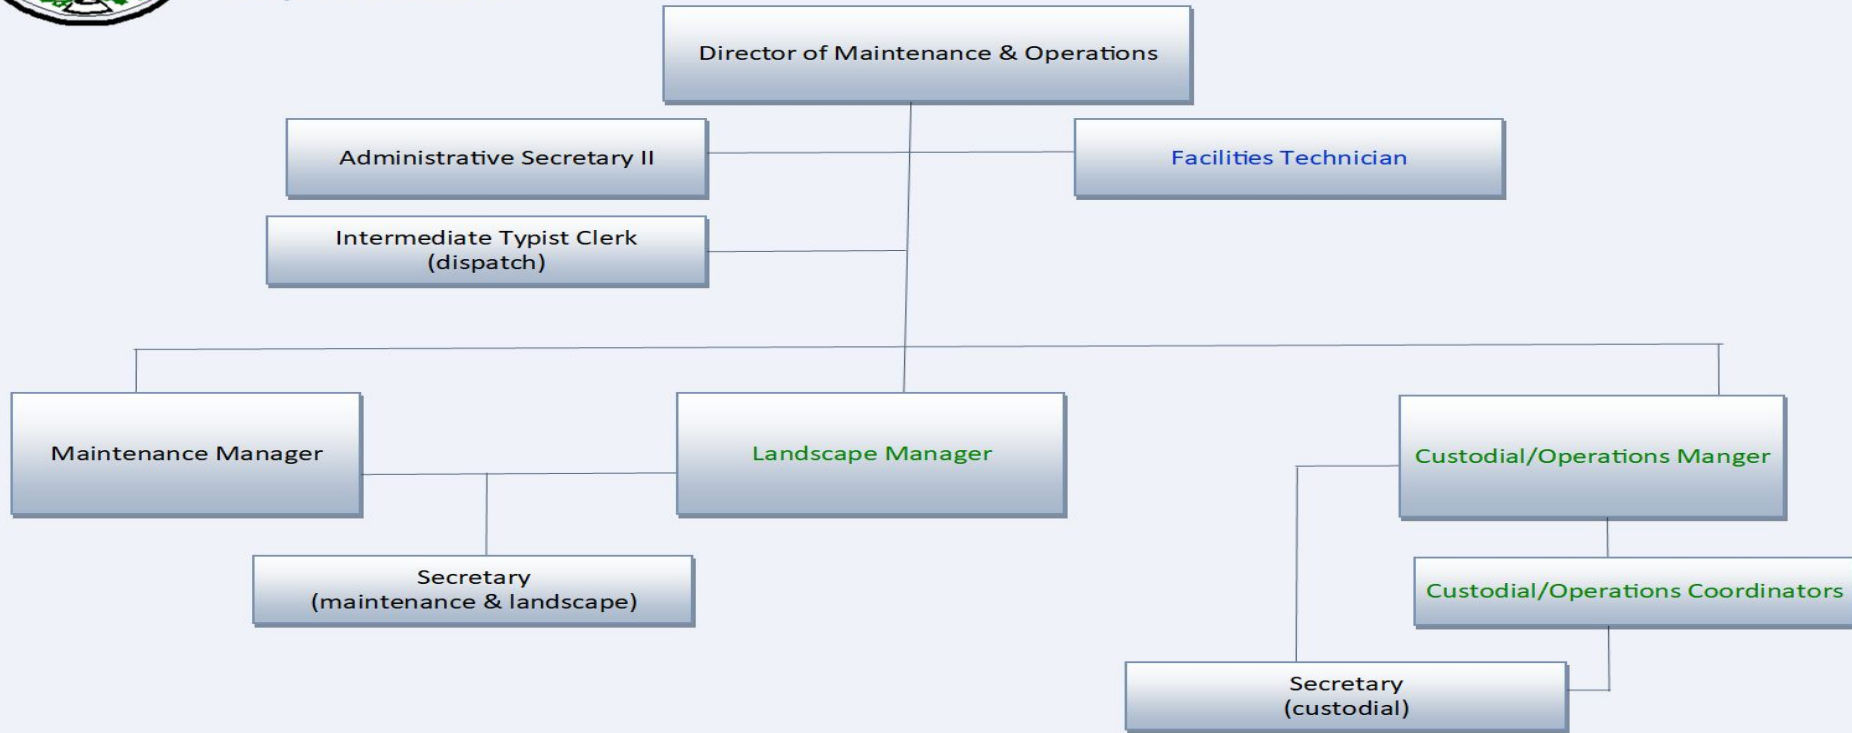 Director of Maintenance & Operations
Administrative Secretary II
Facilities Technician
Intermediate Typist Clerk
(dispatch)
Maintenance Manager
Landscape Manager
Custodial/Operations Manger
Secretary
(maintenance & landscape)
Custodial/Operations Coordinators
Secretary
(custodial)